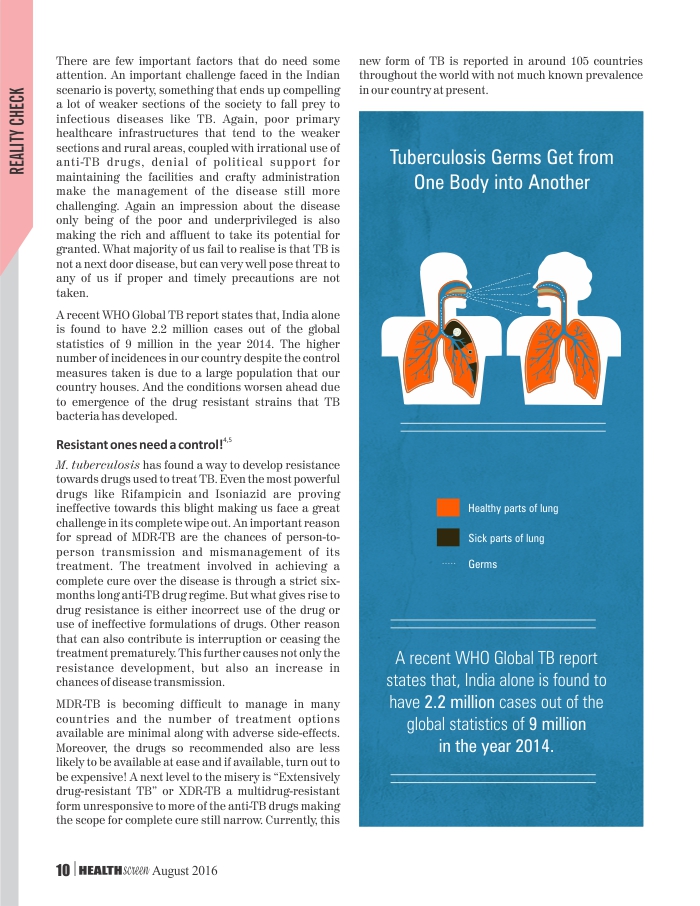 REALITY CHECK
There are few important factors that do need some
attention. An important challenge faced in the Indian
scenario is poverty, something that ends up compelling
a lot of weaker sections of the society to fall prey to
infectious diseases like TB. Again, poor primary
healthcare infrastructures that tend to the weaker
sections and rural areas, coupled with irrational use of
anti-TB drugs, denial of political support for
maintaining the facilities and crafty administration
make the management of the disease still more
challenging. Again an impression about the disease
only being of the poor and underprivileged is also
making the rich and affluent to take its potential for
granted. What majority of us fail to realise is that TB is
not a next door disease, but can very well pose threat to
any of us if proper and timely precautions are not
taken.
A recent WHO Global TB report states that, India alone
is found to have 2.2 million cases out of the global
statistics of 9 million in the year 2014. The higher
number of incidences in our country despite the control
measures taken is due to a large population that our
country houses. And the conditions worsen ahead due
to emergence of the drug resistant strains that TB
bacteria has developed.
Resistant ones need a control!4,5
M. tuberculosis has found a way to develop resistance
towards drugs used to treat TB. Even the most powerful
drugs like Rifampicin and Isoniazid are proving
ineffective towards this blight making us face a great
challenge in its complete wipe out. An important reason
for spread of MDR-TB are the chances of person-to-
person transmission and mismanagement of its
treatment. The treatment involved in achieving a
complete cure over the disease is through a strict six-
months long anti-TB drug regime. But what gives rise to
drug resistance is either incorrect use of the drug or
use of ineffective formulations of drugs. Other reason
that can also contribute is interruption or ceasing the
treatment prematurely. This further causes not only the
resistance development, but also an increase in
chances of disease transmission.
MDR-TB is becoming difficult to manage in many
countries and the number of treatment options
available are minimal along with adverse side-effects.
Moreover, the drugs so recommended also are less
likely to be available at ease and if available, turn out to
be expensive! A next level to the misery is “Extensively
drug-resistant TB” or XDR-TB a multidrug-resistant
form unresponsive to more of the anti-TB drugs making
the scope for complete cure still narrow. Currently, this
new form of TB is reported in around 105 countries
throughout the world with not much known prevalence
in our country at present.
Tuberculosis Germs Get from
One Body into Another
Healthy parts of lung
Sick parts of lung
Germs
A recent WHO Global TB report
states that, India alone is found to
have 2.2 million cases out of the
global statistics of 9 million
in the year 2014.
10 HEALTHscreen August 2016